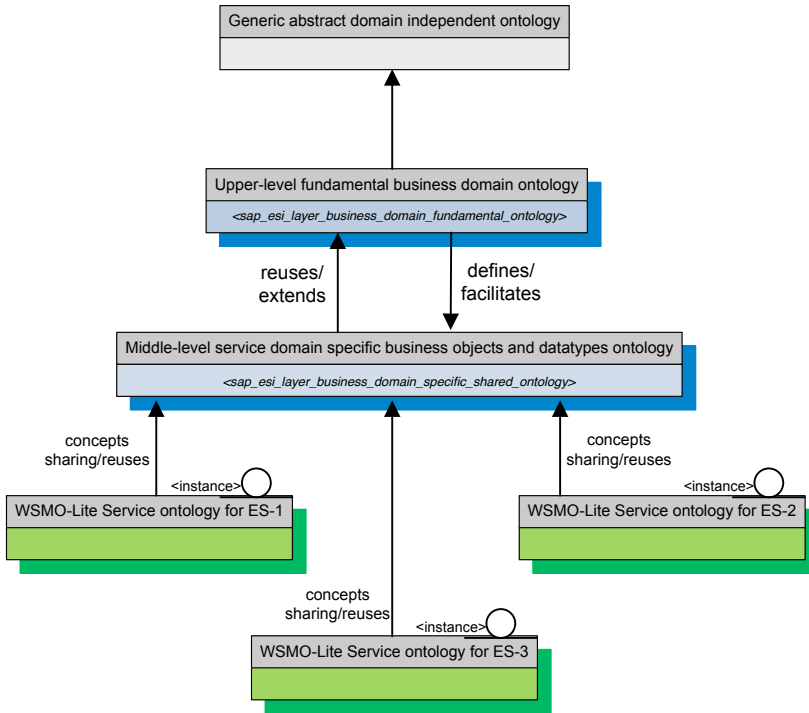 Generic abstract domain independent ontology
Upper-level fundamental business domain ontology
<sap_esi_layer_business_domain_fundamental_ontology>
reuses/
extends
defines/
facilitates
Middle-level service domain specific business objects and datatypes ontology
<sap_esi_layer_business_domain_specific_shared_ontology>
concepts
sharing/reuses
concepts
sharing/reuses
<instance>
<instance>
WSMO-Lite Service ontology for ES-1
WSMO-Lite Service ontology for ES-2
concepts
sharing/reuses
<instance>
WSMO-Lite Service ontology for ES-3